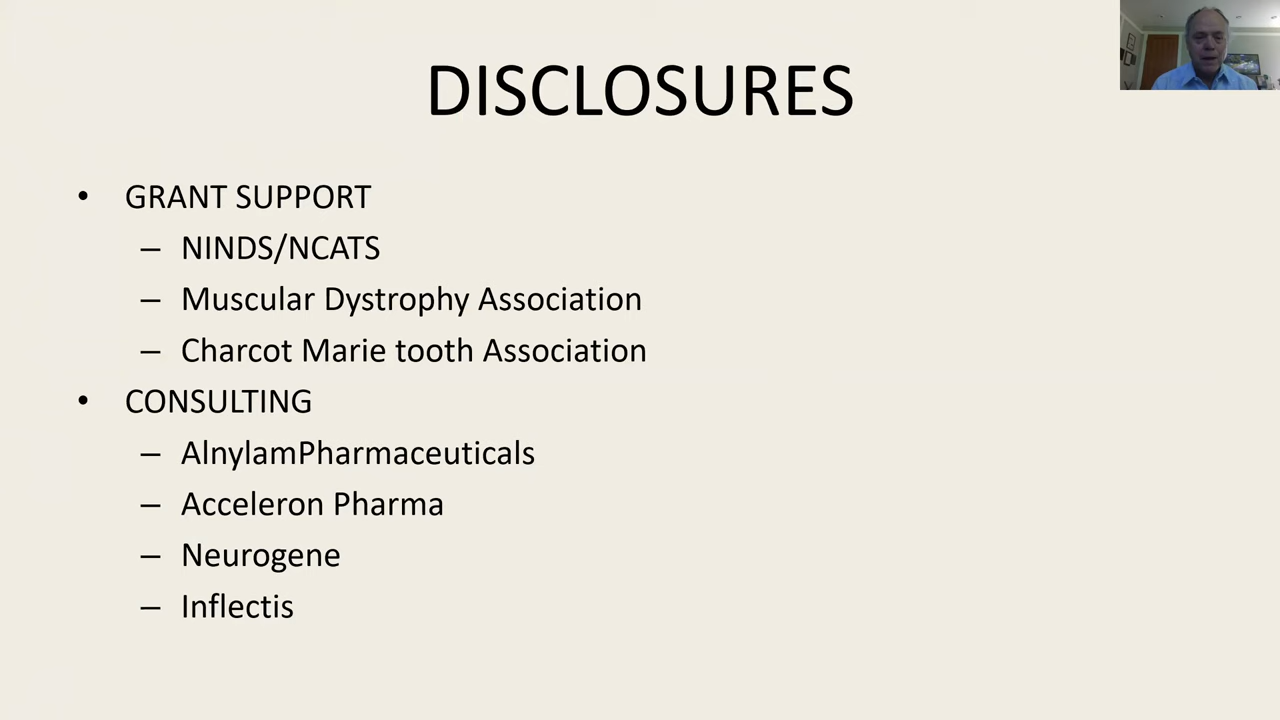 DISCLOSURES
• GRANT SUPPORT
– NINDS/NCATS
– Muscular Dystrophy Association
– Charcot Marie tooth Association
• CONSULTING
– AlnylamPharmaceuticals
– Acceleron Pharma
– Neurogene
– Inflectis